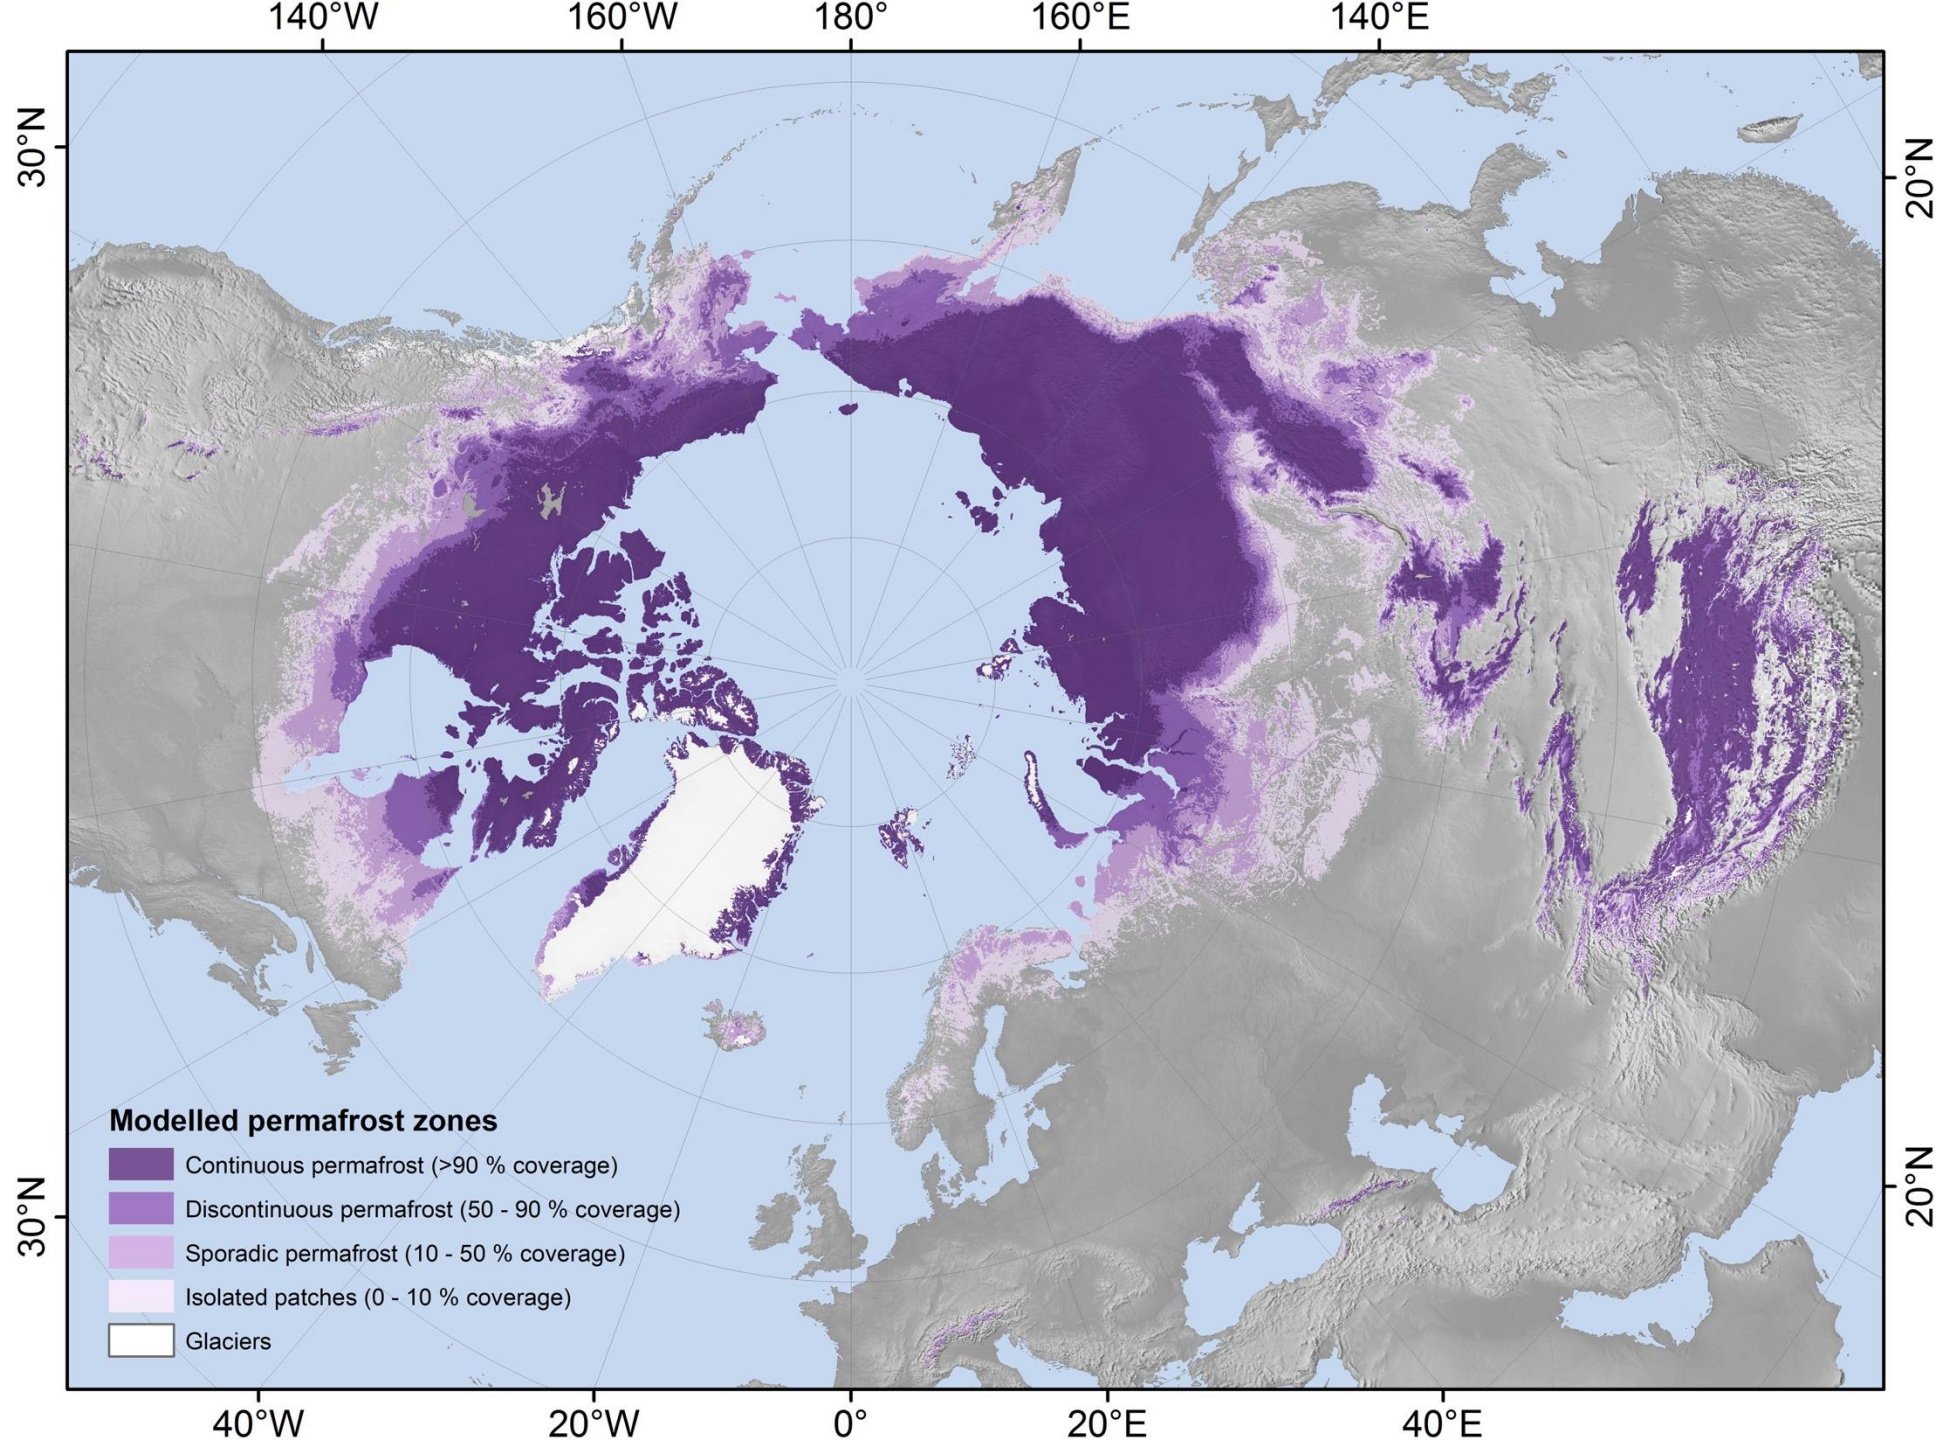 140°W 160°W 180° 160°E 140°E
30°N
20°N
Modelled permafrost zones
Continuous permafrost (>90 % coverage)
Discontinuous permafrost (50 - 90 % coverage)
Sporadic permafrost (10 - 50 % coverage)
Isolated patches (0 - 10 % coverage)
Glaciers
30°N
20°N
40°W 20°W 0° 20°E 40°E